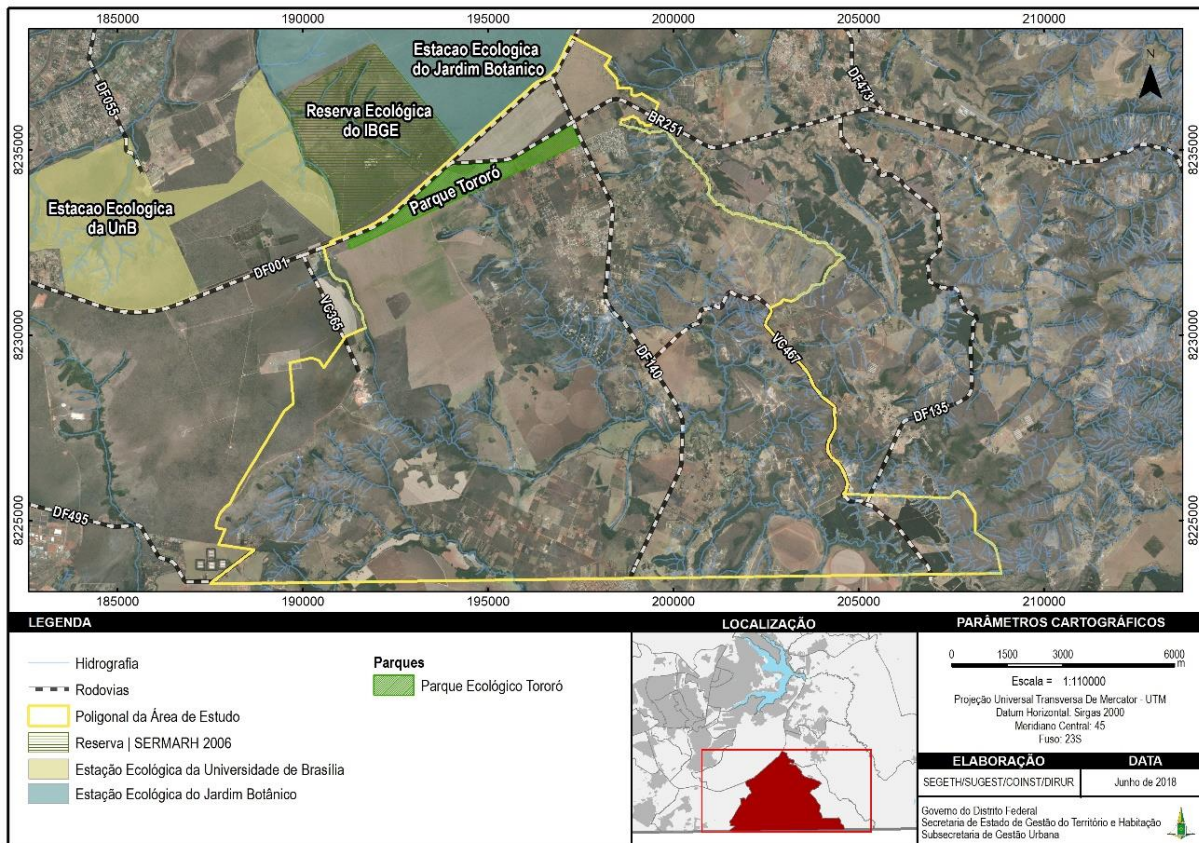 185000
190000
195000
200000
205000
210000
8235000
8230000
8225000
8235000
8230000
8225000
N
Estacao Ecologica
do Jardim Botanico
Reserva Ecológica
do IBGE
Estacao Ecologica
da UnB
Parque Tororó
DF055
DF473
BR251
DF001
VC365
DF140
VC467
DF135
DF495
185000
190000
195000
200000
205000
210000
LEGENDA
Hidrografia
Rodovias
Poligonal da Área de Estudo
Reserva | SERMARH 2006
Estação Ecológica da Universidade de Brasília
Estação Ecológica do Jardim Botânico
Parques
Parque Ecológico Tororó
LOCALIZAÇÃO
PARÂMETROS CARTOGRÁFICOS
0 1500 3000 6000
m
Escala = 1:110000
Projeção Universal Transversa De Mercator - UTM
Datum Horizontal: Sirgas 2000
Meridiano Central: 45
Fuso: 23S
ELABORAÇÃO
DATA
SEGETH/SUGEST/COINST/DIRUR
Junho de 2018
Governo do Distrito Federal
Secretaria de Estado de Gestão do Território e Habitação
Subsecretaria de Gestão Urbana